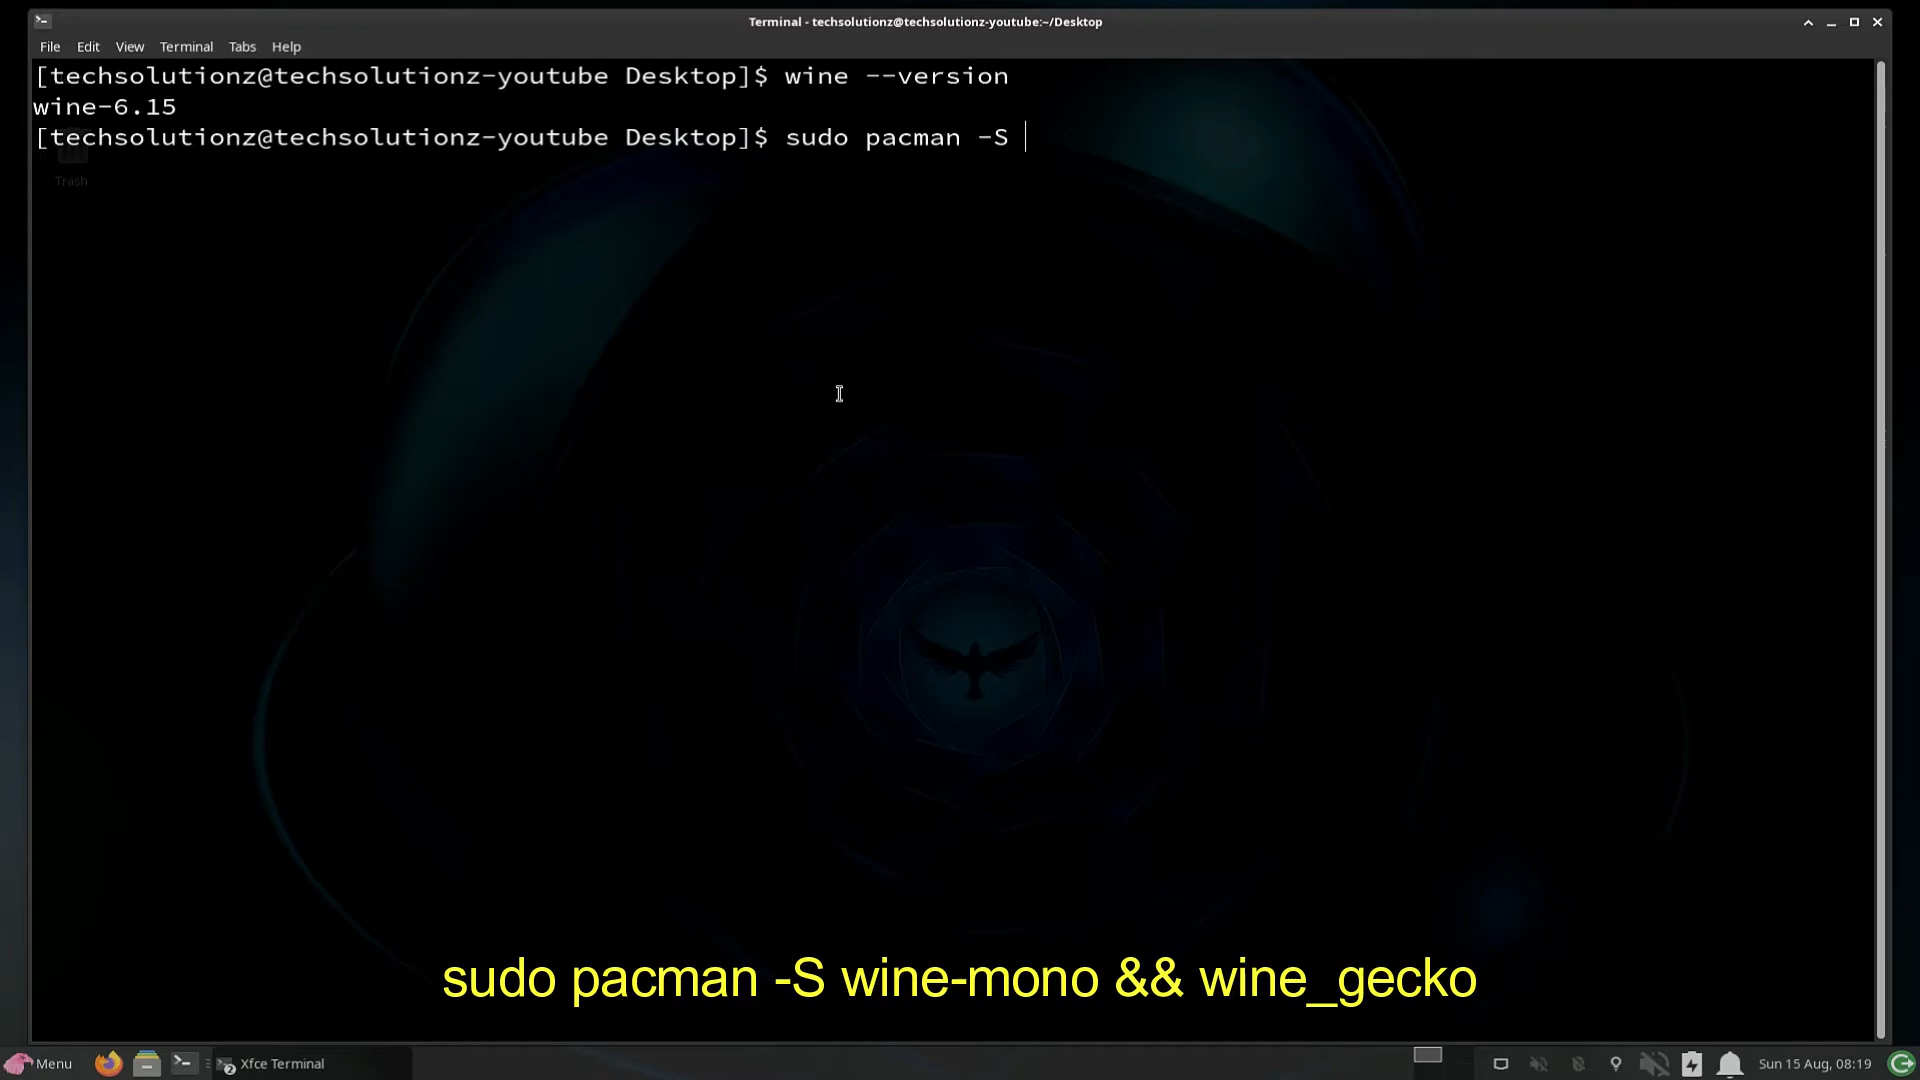 Terminal - techsolutionz@techsolutionz-youtube:~/Desktop
File Edit View Terminal Tabs Help
[techsolutionz@techsolutionz-youtube Desktop]$ wine --version
wine-6.15
[techsolutionz@techsolutionz-youtube Desktop]$ sudo pacman -S
Trash
sudo pacman -S wine-mono && wine_gecko
Menu 2 Xfce Terminal Sun 15 Aug, 08:19